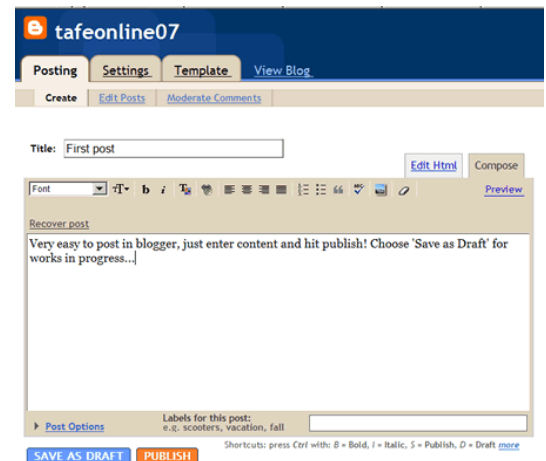 tafeonline07
Posting Settings Template View Blog
Create Edit Posts Moderate Comments
Title: First post
Edit Html Compose
Font b i Preview
Recover post
Very easy to post in blogger, just enter content and hit publish! Choose 'Save as Draft' for
works in progress...
Post Options
Labels for this post:
e.g. scooters, vacation, fall
Shortcuts: press Ctrl with: B = Bold, I = Italic, S = Publish, D = Draft more
SAVE AS DRAFT PUBLISH